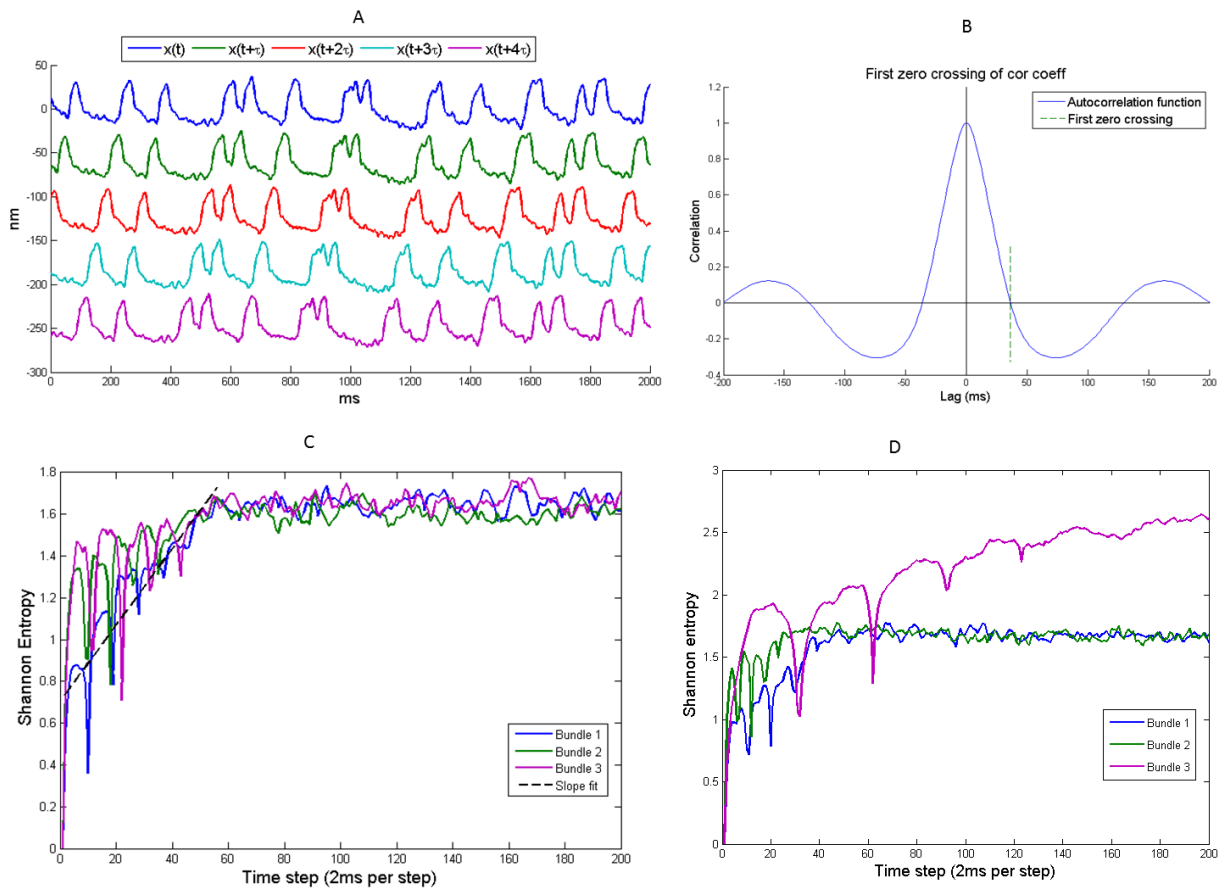 A
x(t) x(t+τ) x(t+2τ) x(t+3τ) x(t+4τ)
50
0
-50
-100
-150
-200
-250
-300
nm
0 200 400 600 800 1000 1200 1400 1600 1800 2000
ms
B
First zero crossing of cor coeff
Autocorrelation function
First zero crossing
1.2
1
0.8
0.6
0.4
0.2
0
-0.2
-0.4
Correlation
-200 -150 -100 -50 0 50 100 150 200
Lag (ms)
C
1.8
1.6
1.4
1.2
1
0.8
0.6
0.4
0.2
0
Shannon Entropy
Bundle 1
Bundle 2
Bundle 3
Slope fit
0 20 40 60 80 100 120 140 160 180 200
Time step (2ms per step)
D
3
2.5
2
1.5
1
0.5
0
Shannon entropy
Bundle 1
Bundle 2
Bundle 3
0 20 40 60 80 100 120 140 160 180 200
Time step (2ms per step)